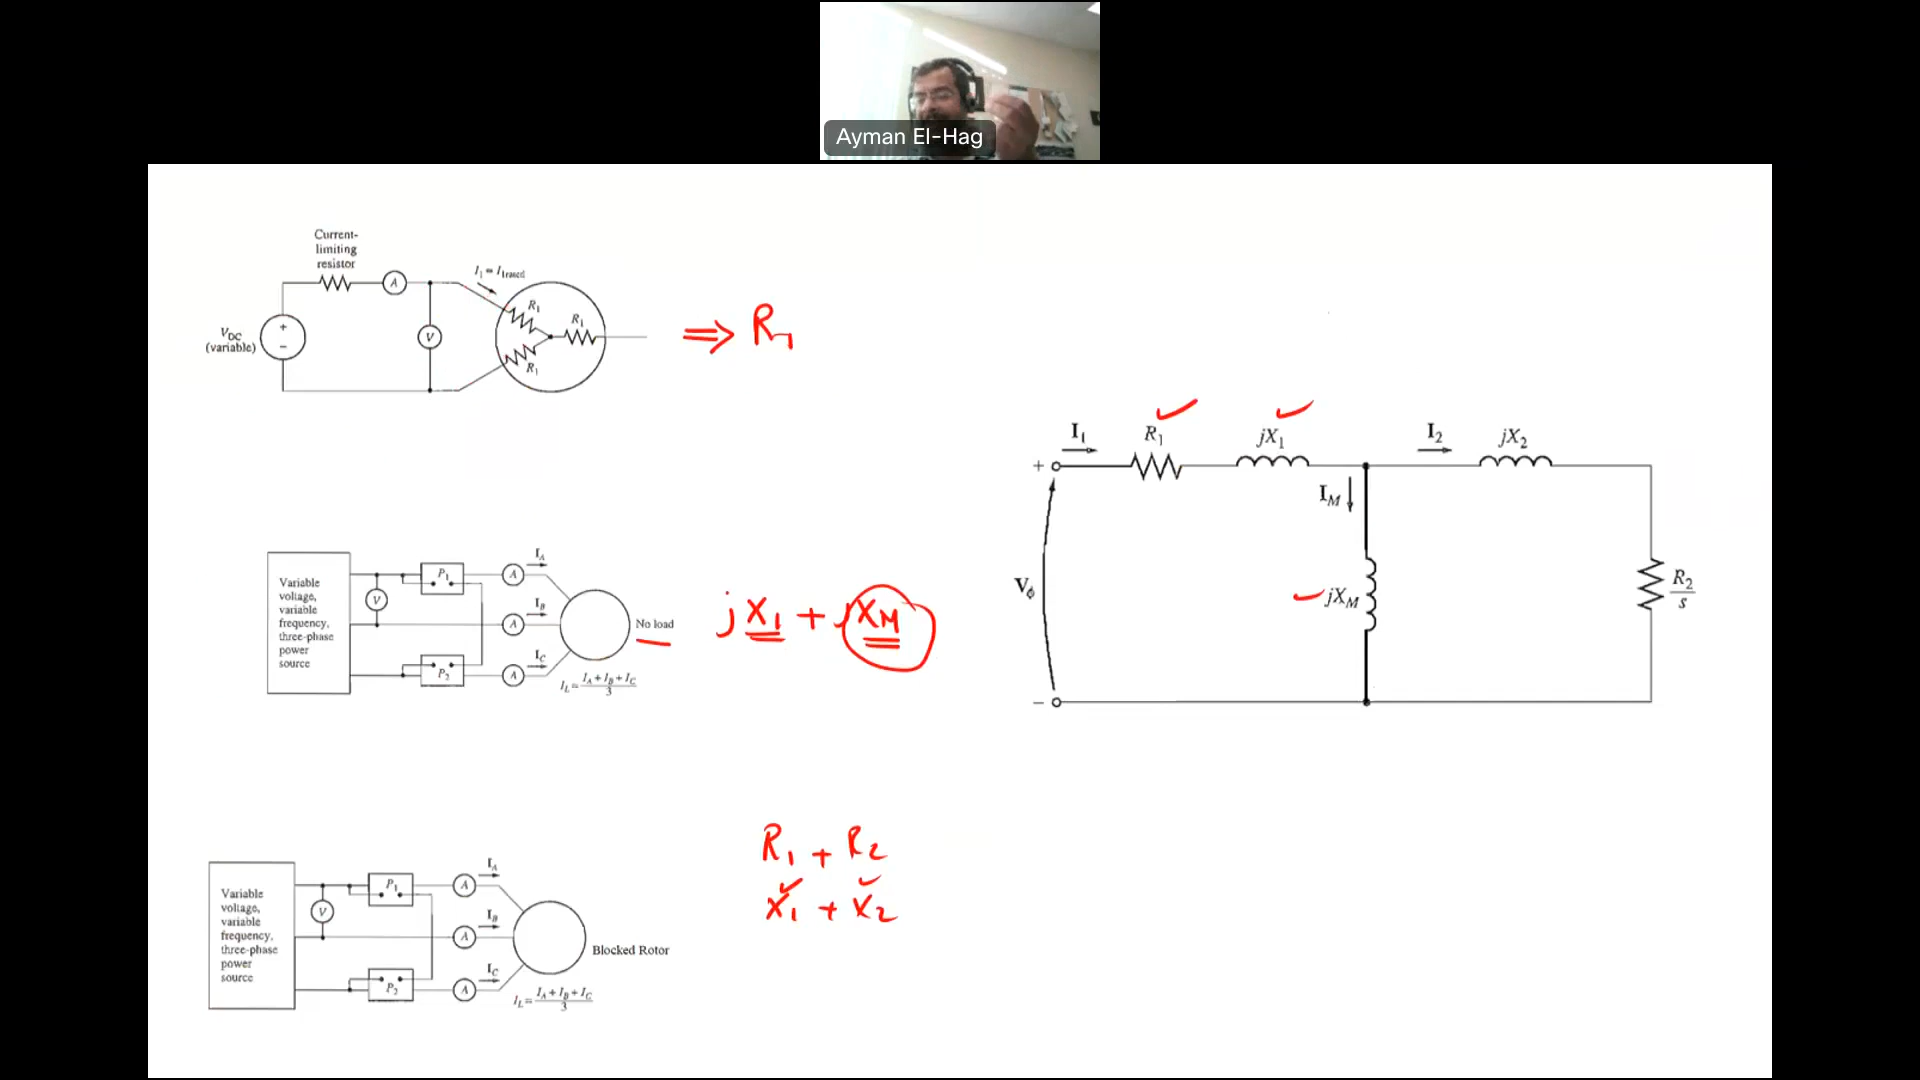 Ayman El-Hag
Current-
limiting
resistor
A
I₁ = I₁rated
V_DC
(variable)
+
−
V
R₁
R₁
R₁
⇒ R₁
Variable
voltage,
variable
frequency,
three-phase
power
source
V
P₁
P₂
A
A
A
I_A
I_B
I_C
No load
I_L = (I_A + I_B + I_C)/3
jX₁ + jX_M
I₁
R₁
jX₁
I₂
jX₂
+
I_M
V_ϕ
jX_M
R₂/s
−
Variable
voltage,
variable
frequency,
three-phase
power
source
V
P₁
P₂
A
A
A
I_A
I_B
I_C
Blocked Rotor
I_L = (I_A + I_B + I_C)/3
R₁ + R₂
X₁ + X₂